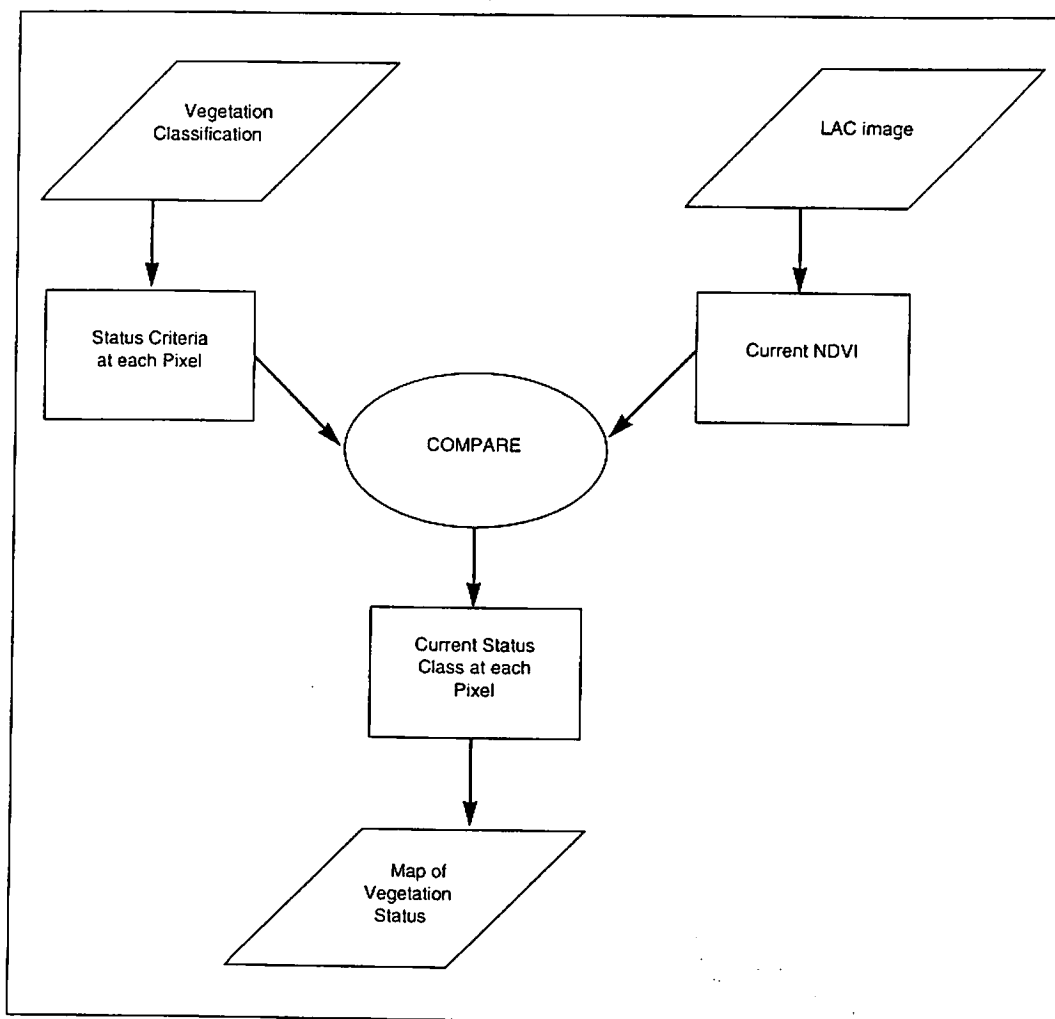 Vegetation
Classification
LAC image
Status Criteria
at each Pixel
Current NDVI
COMPARE
Current Status
Class at each
Pixel
Map of
Vegetation
Status